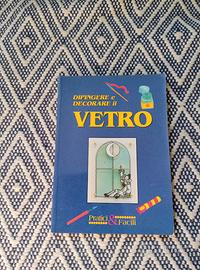 DIPINGERE e
DECORARE il
VETRO
Pratici & Facili